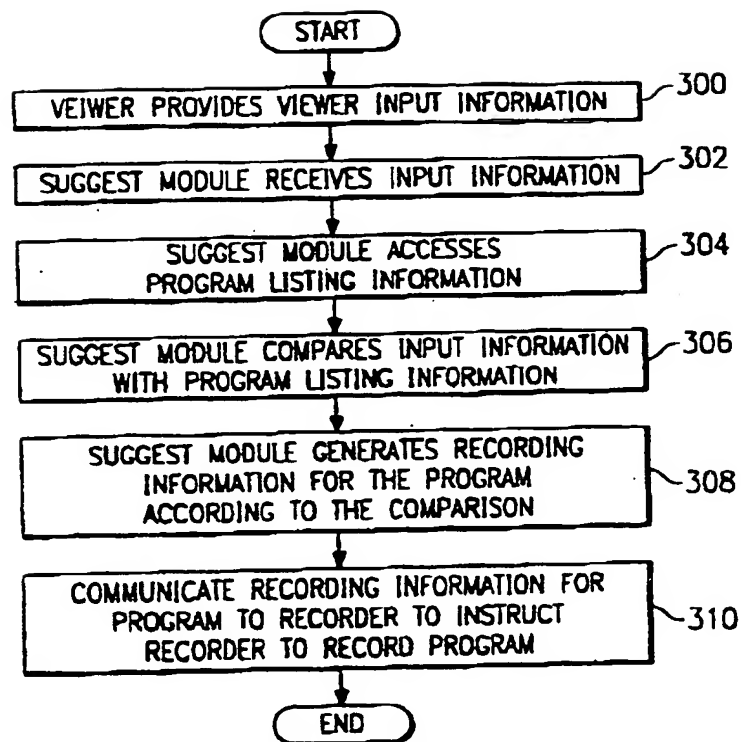 START
VEIWER PROVIDES VIEWER INPUT INFORMATION
300
SUGGEST MODULE RECEIVES INPUT INFORMATION
302
SUGGEST MODULE ACCESSES
PROGRAM LISTING INFORMATION
304
SUGGEST MODULE COMPARES INPUT INFORMATION
WITH PROGRAM LISTING INFORMATION
306
SUGGEST MODULE GENERATES RECORDING
INFORMATION FOR THE PROGRAM
ACCORDING TO THE COMPARISON
308
COMMUNICATE RECORDING INFORMATION FOR
PROGRAM TO RECORDER TO INSTRUCT
RECORDER TO RECORD PROGRAM
310
END